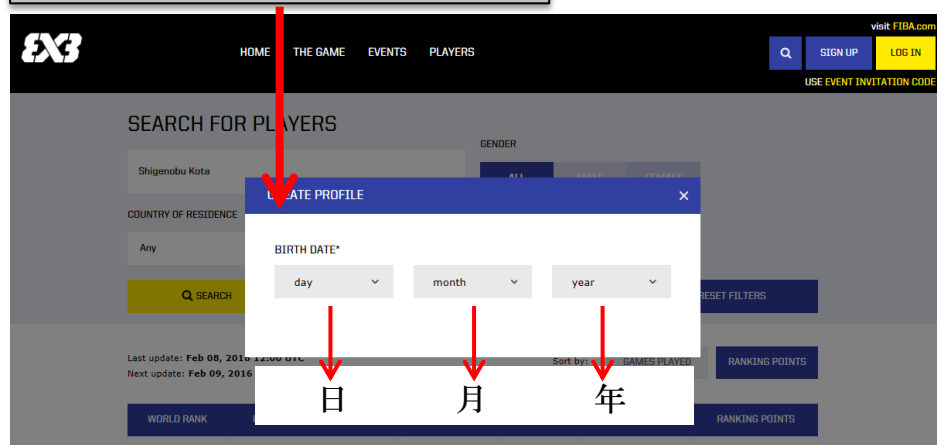 visit FIBA.com
HOME THE GAME EVENTS PLAYERS
SIGN UP LOG IN
USE EVENT INVITATION CODE
SEARCH FOR PLAYERS
GENDER
Shigenobu Kota
ALL MALE FEMALE
CREATE PROFILE ×
COUNTRY OF RESIDENCE
Any
BIRTH DATE*
day month year
SEARCH
RESET FILTERS
Last update: Feb 08, 2016 12:00 UTC
Sort by: GAMES PLAYED RANKING POINTS
Next update: Feb 09, 2016
日 月 年
WORLD RANK RANKING POINTS